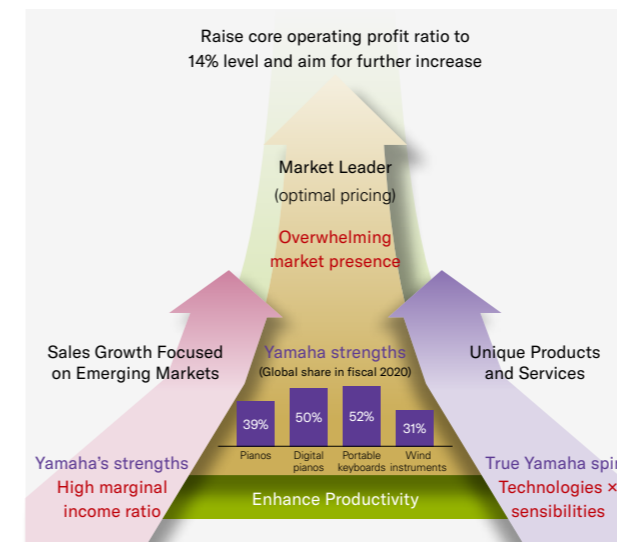 Raise core operating profit ratio to
14% level and aim for further increase
Market Leader
(optimal pricing)
Overwhelming
market presence
Sales Growth Focused
on Emerging Markets
Yamaha strengths
(Global share in fiscal 2020)
Unique Products
and Services
39%
50%
52%
31%
Pianos
Digital
pianos
Portable
keyboards
Wind
instruments
Yamaha's strengths
High marginal
income ratio
Enhance Productivity
True Yamaha
Technologies ×
sensibilities